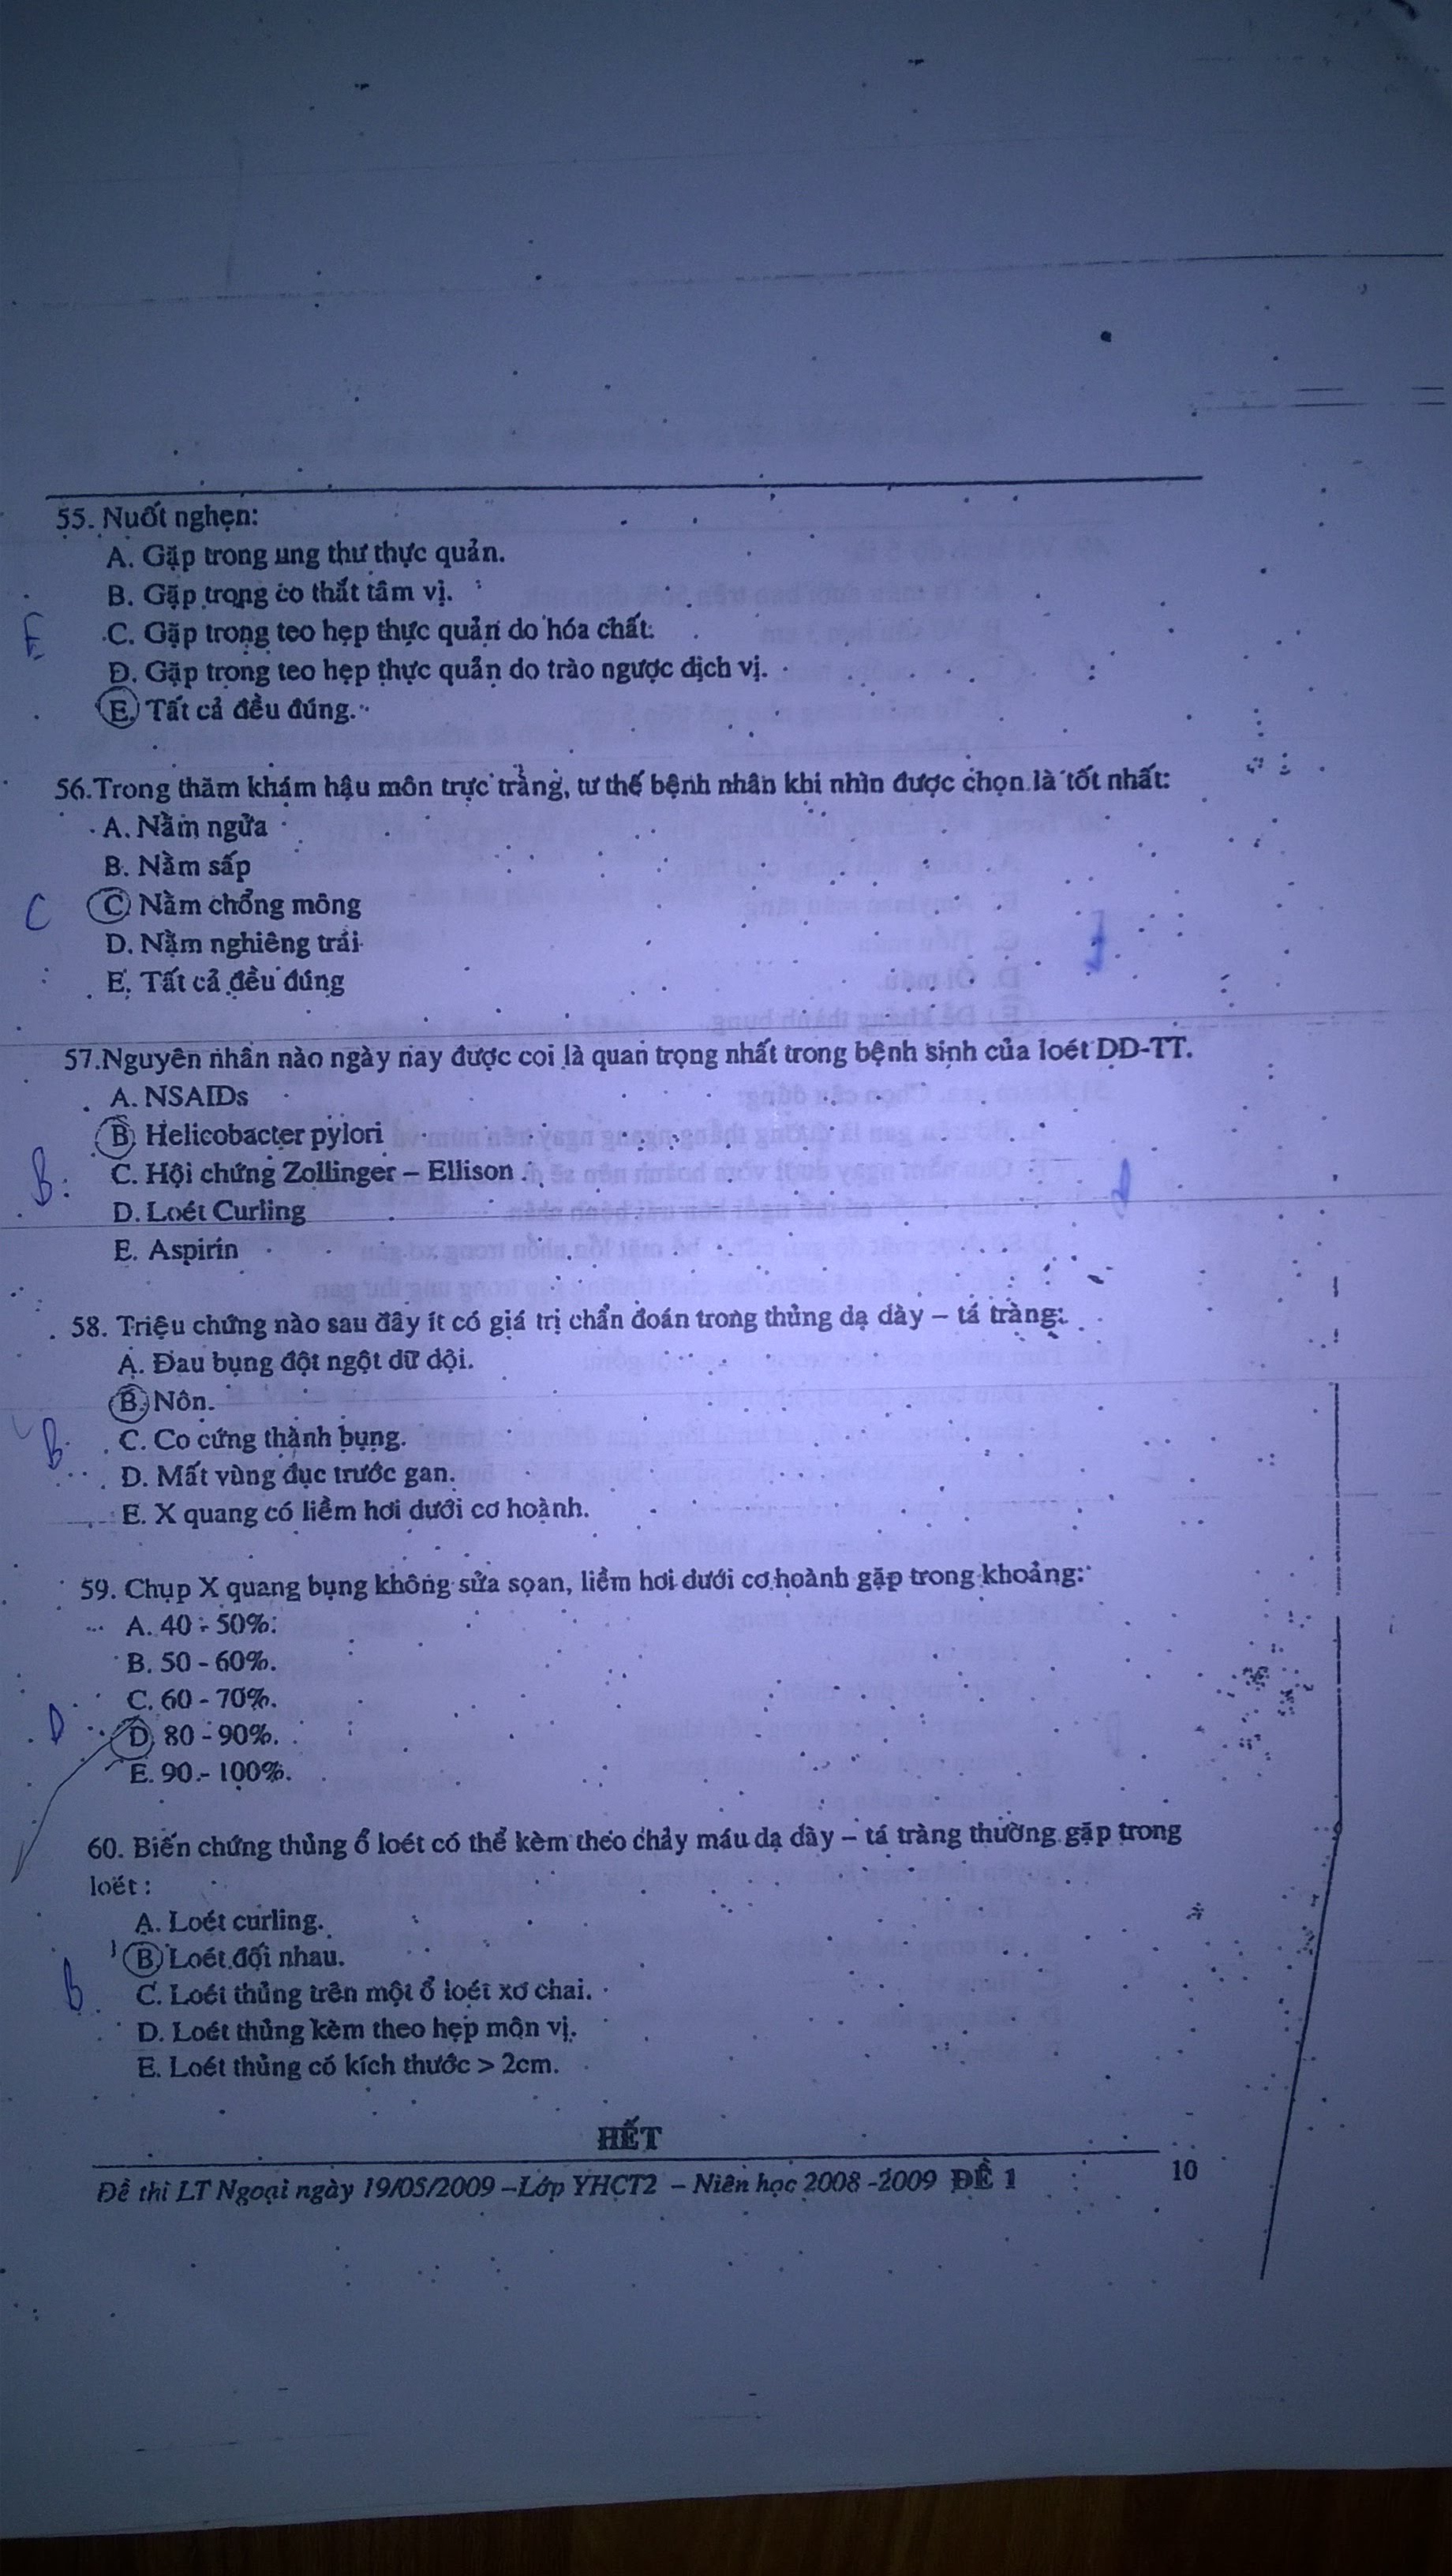 55. Nuốt nghẹn:
A. Gặp trong ung thư thực quản.
B. Gặp trong co thắt tâm vị.
E
C. Gặp trong teo hẹp thực quản do hóa chất.
D. Gặp trong teo hẹp thực quản do trào ngược dịch vị.
E. Tất cả đều đúng.
56.Trong thăm khám hậu môn trực tràng, tư thế bệnh nhân khi nhìn được chọn là tốt nhất:
A. Nằm ngửa
B. Nằm sấp
C
C. Nằm chổng mông
D. Nằm nghiêng trái
E. Tất cả đều đúng
57.Nguyên nhân nào ngày nay được coi là quan trọng nhất trong bệnh sinh của loét DD-TT.
A. NSAIDs
B. Helicobacter pylori
B.
C. Hội chứng Zollinger – Ellison .
D. Loét Curling
E. Aspirin
58. Triệu chứng nào sau đây ít có giá trị chẩn đoán trong thủng dạ dày – tá tràng:
A. Đau bụng đột ngột dữ dội.
B. Nôn.
B.
C. Co cứng thành bụng.
D. Mất vùng đục trước gan.
E. X quang có liềm hơi dưới cơ hoành.
59. Chụp X quang bụng không sửa sọan, liềm hơi dưới cơ hoành gặp trong khoảng:
A. 40 - 50%.
B. 50 - 60%.
C. 60 - 70%.
D
D. 80 - 90%.
E. 90 - 100%.
60. Biến chứng thủng ổ loét có thể kèm theo chảy máu dạ dày – tá tràng thường gặp trong
loét :
A. Loét curling.
B. Loét đối nhau.
b
C. Loét thủng trên một ổ loét xơ chai.
D. Loét thủng kèm theo hẹp môn vị.
E. Loét thủng có kích thước > 2cm.
HẾT
Đề thi LT Ngoại ngày 19/05/2009 –Lớp YHCT2 – Niên học 2008 -2009 ĐỀ 1
10